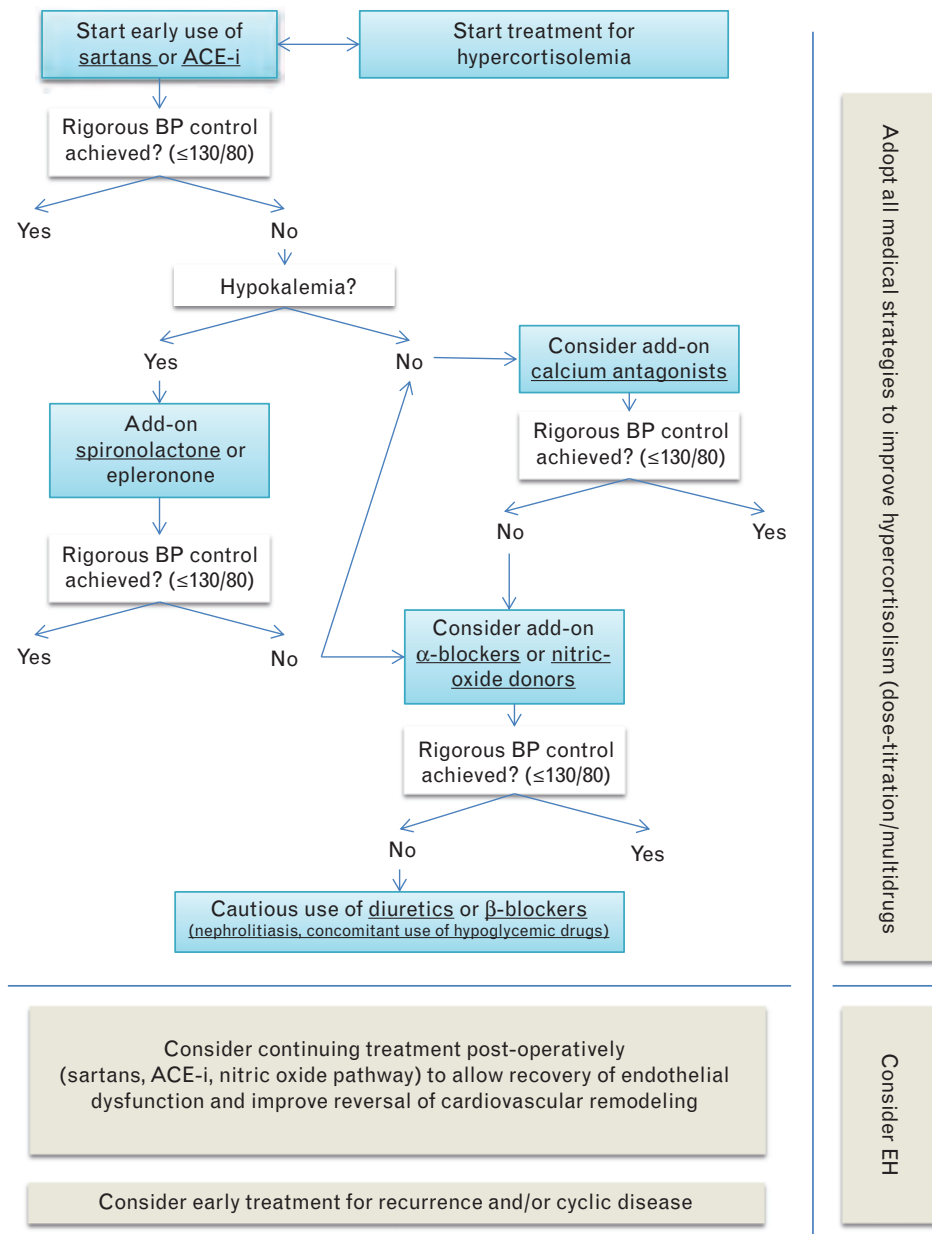 Start early use of
sartans or ACE-i
Start treatment for
hypercortisolemia
Rigorous BP control
achieved? (≤130/80)
Yes
No
Hypokalemia?
Yes
No
Consider add-on
calcium antagonists
Add-on
spironolactone or
epleronone
Rigorous BP control
achieved? (≤130/80)
No
Yes
Rigorous BP control
achieved? (≤130/80)
Yes
No
Consider add-on
α-blockers or nitric-
oxide donors
Rigorous BP control
achieved? (≤130/80)
No
Yes
Cautious use of diuretics or β-blockers
(nephrolitiasis, concomitant use of hypoglycemic drugs)
Adopt all medical strategies to improve hypercortisolism (dose-titration/multidrugs
Consider continuing treatment post-operatively
(sartans, ACE-i, nitric oxide pathway) to allow recovery of endothelial
dysfunction and improve reversal of cardiovascular remodeling
Consider early treatment for recurrence and/or cyclic disease
Consider EH